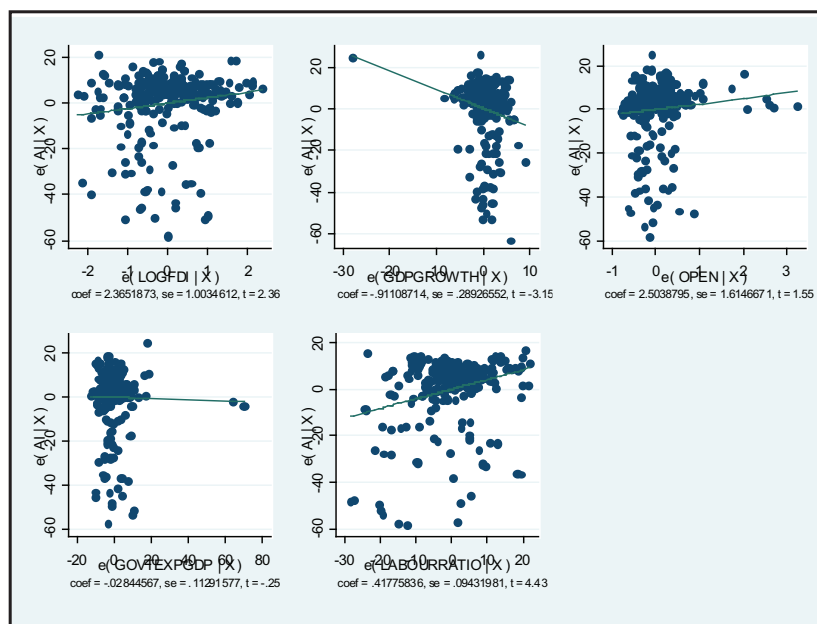 e( AI | X )
20
0
-20
-40
-60
-2 -1 0 1 2
e( LOGFDI | X )
coef = 2.3651873, se = 1.0034612, t = 2.36
e( AI | X )
20
0
-20
-40
-60
-30 -20 -10 0 10
e( GDPGROWTH | X )
coef = -.91108714, se = .28926552, t = -3.15
e( AI | X )
20
0
-20
-40
-60
-1 0 1 2 3
e( OPEN | X )
coef = 2.5038795, se = 1.6146671, t = 1.55
e( AI | X )
20
0
-20
-40
-60
-20 0 20 40 60 80
e( GOVTEXPGDP | X )
coef = -.02844567, se = .11291577, t = -.25
e( AI | X )
20
0
-20
-40
-60
-30 -20 -10 0 10 20
e( LABOURRATIO | X )
coef = .41775836, se = .09431981, t = 4.43